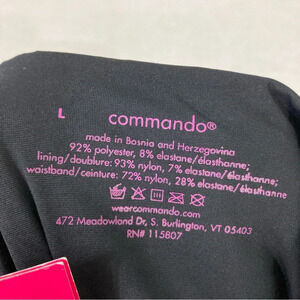 L commando®
made in Bosnia and Herzegovina
92% polyester, 8% elastane/élasthanne;
lining/doublure: 93% nylon, 7% elastane/élasthanne;
waistband/ceinture: 72% nylon, 28% elastane/élasthanne;
wearcommando.com
472 Meadowland Dr., S. Burlington, VT 05403
RN# 115807